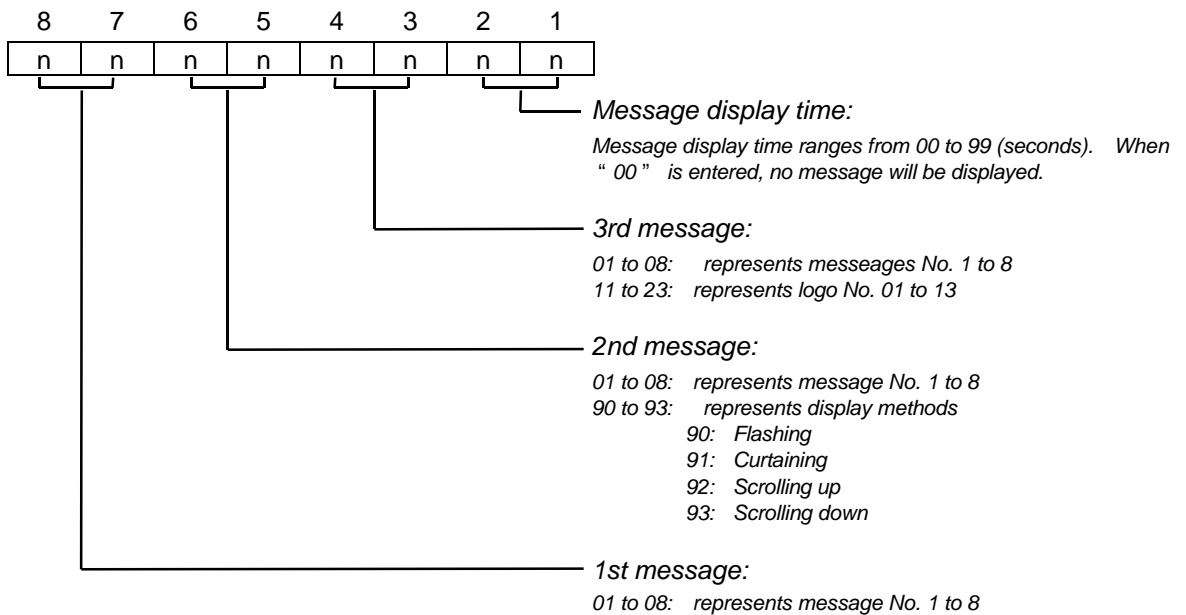 8 7 6 5 4 3 2 1
n n n n n n n n
Message display time:
Message display time ranges from 00 to 99 (seconds). When
“ 00 ” is entered, no message will be displayed.
3rd message:
01 to 08: represents messeages No. 1 to 8
11 to 23: represents logo No. 01 to 13
2nd message:
01 to 08: represents message No. 1 to 8
90 to 93: represents display methods
90: Flashing
91: Curtaining
92: Scrolling up
93: Scrolling down
1st message:
01 to 08: represents message No. 1 to 8